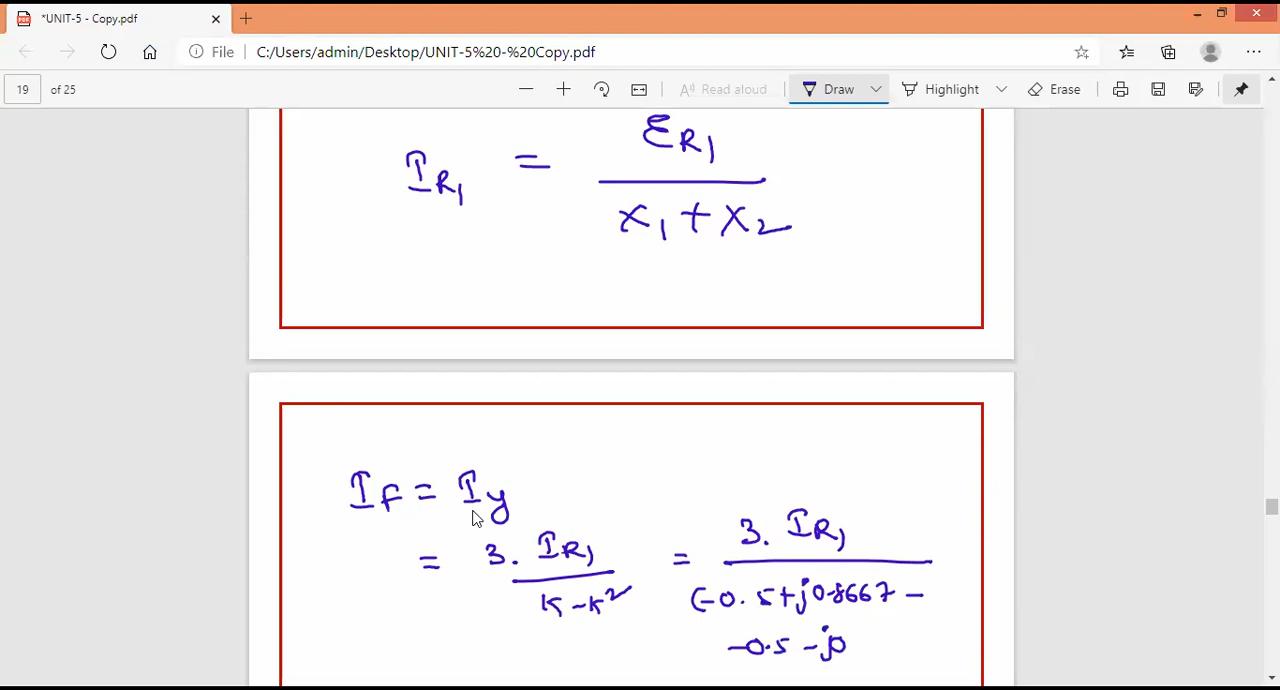 *UNIT-5 - Copy.pdf
File C:/Users/admin/Desktop/UNIT-5%20-%20Copy.pdf
19 of 25 Read aloud Draw Highlight Erase
I_R1 = E_R1 / (X1 + X2)
If = Iy
= 3. I_R1 / (K - K²) = 3. I_R1 / (-0.5+j0.8667 -
-0.5 - j0